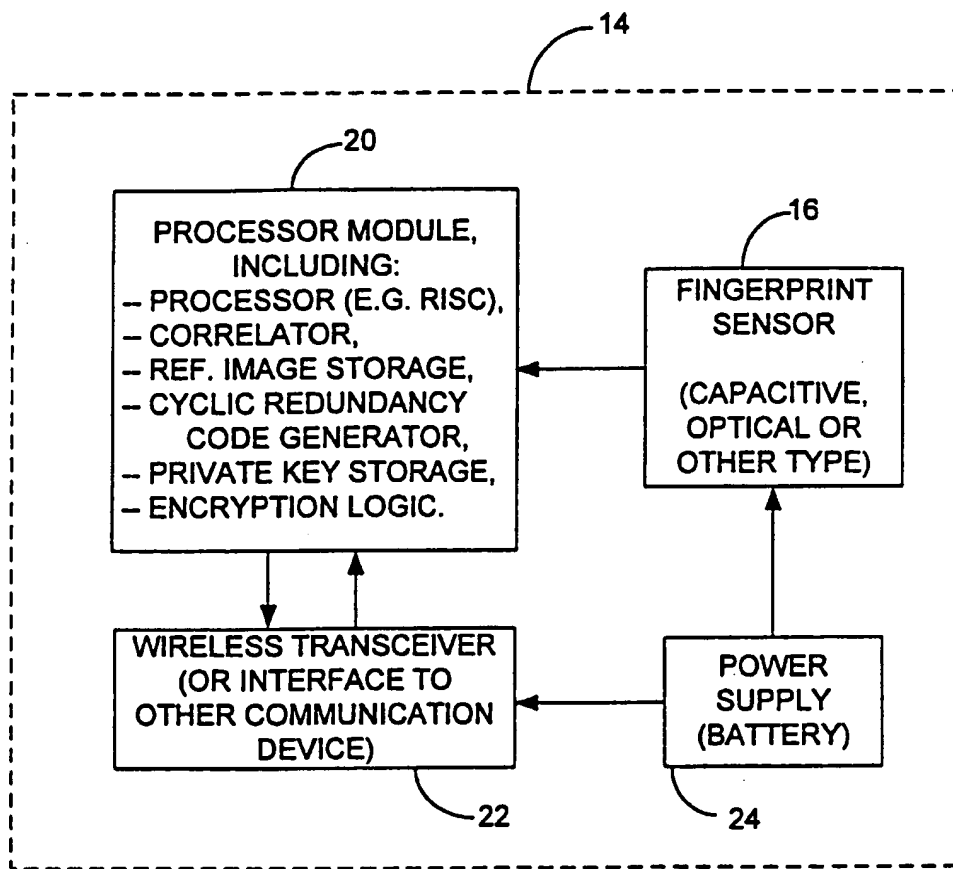 14
20
PROCESSOR MODULE,
INCLUDING:
-- PROCESSOR (E.G. RISC),
-- CORRELATOR,
-- REF. IMAGE STORAGE,
-- CYCLIC REDUNDANCY
CODE GENERATOR,
-- PRIVATE KEY STORAGE,
-- ENCRYPTION LOGIC.
16
FINGERPRINT
SENSOR
(CAPACITIVE,
OPTICAL OR
OTHER TYPE)
WIRELESS TRANSCEIVER
(OR INTERFACE TO
OTHER COMMUNICATION
DEVICE)
22
POWER
SUPPLY
(BATTERY)
24